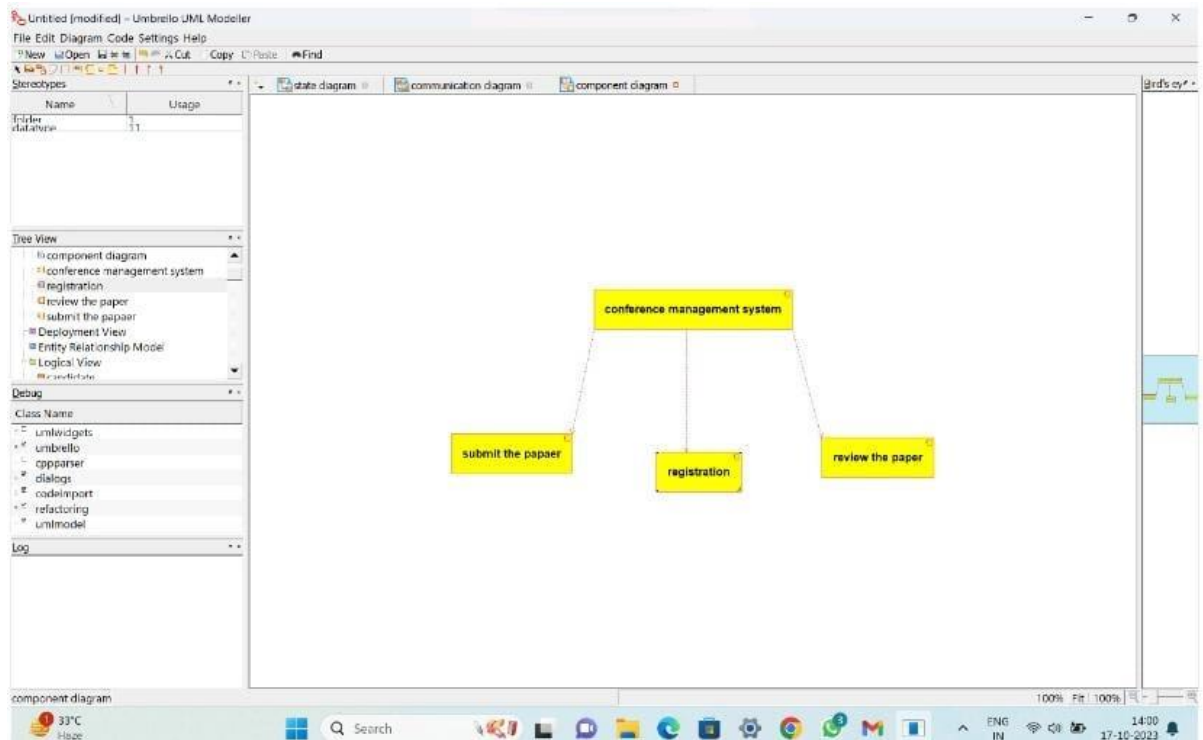 Untitled [modified] – Umbrello UML Modeller
File Edit Diagram Code Settings Help
New Open Cut Copy Paste Find
Stereotypes
state diagram communication diagram component diagram
Bird's ey
Name Usage
folder 1
datatype 11
Tree View
component diagram
conference management system
registration
review the paper
submit the papaer
Deployment View
Entity Relationship Model
Logical View
candidate
conference management system
submit the papaer
registration
review the paper
Debug
Class Name
umlwidgets
umbrello
cppparser
dialogs
codeimport
refactoring
umlmodel
Log
component diagram
100% Fit 100%
1
33°C
Haze
Search
3
ENG
IN
14:00
17-10-2023